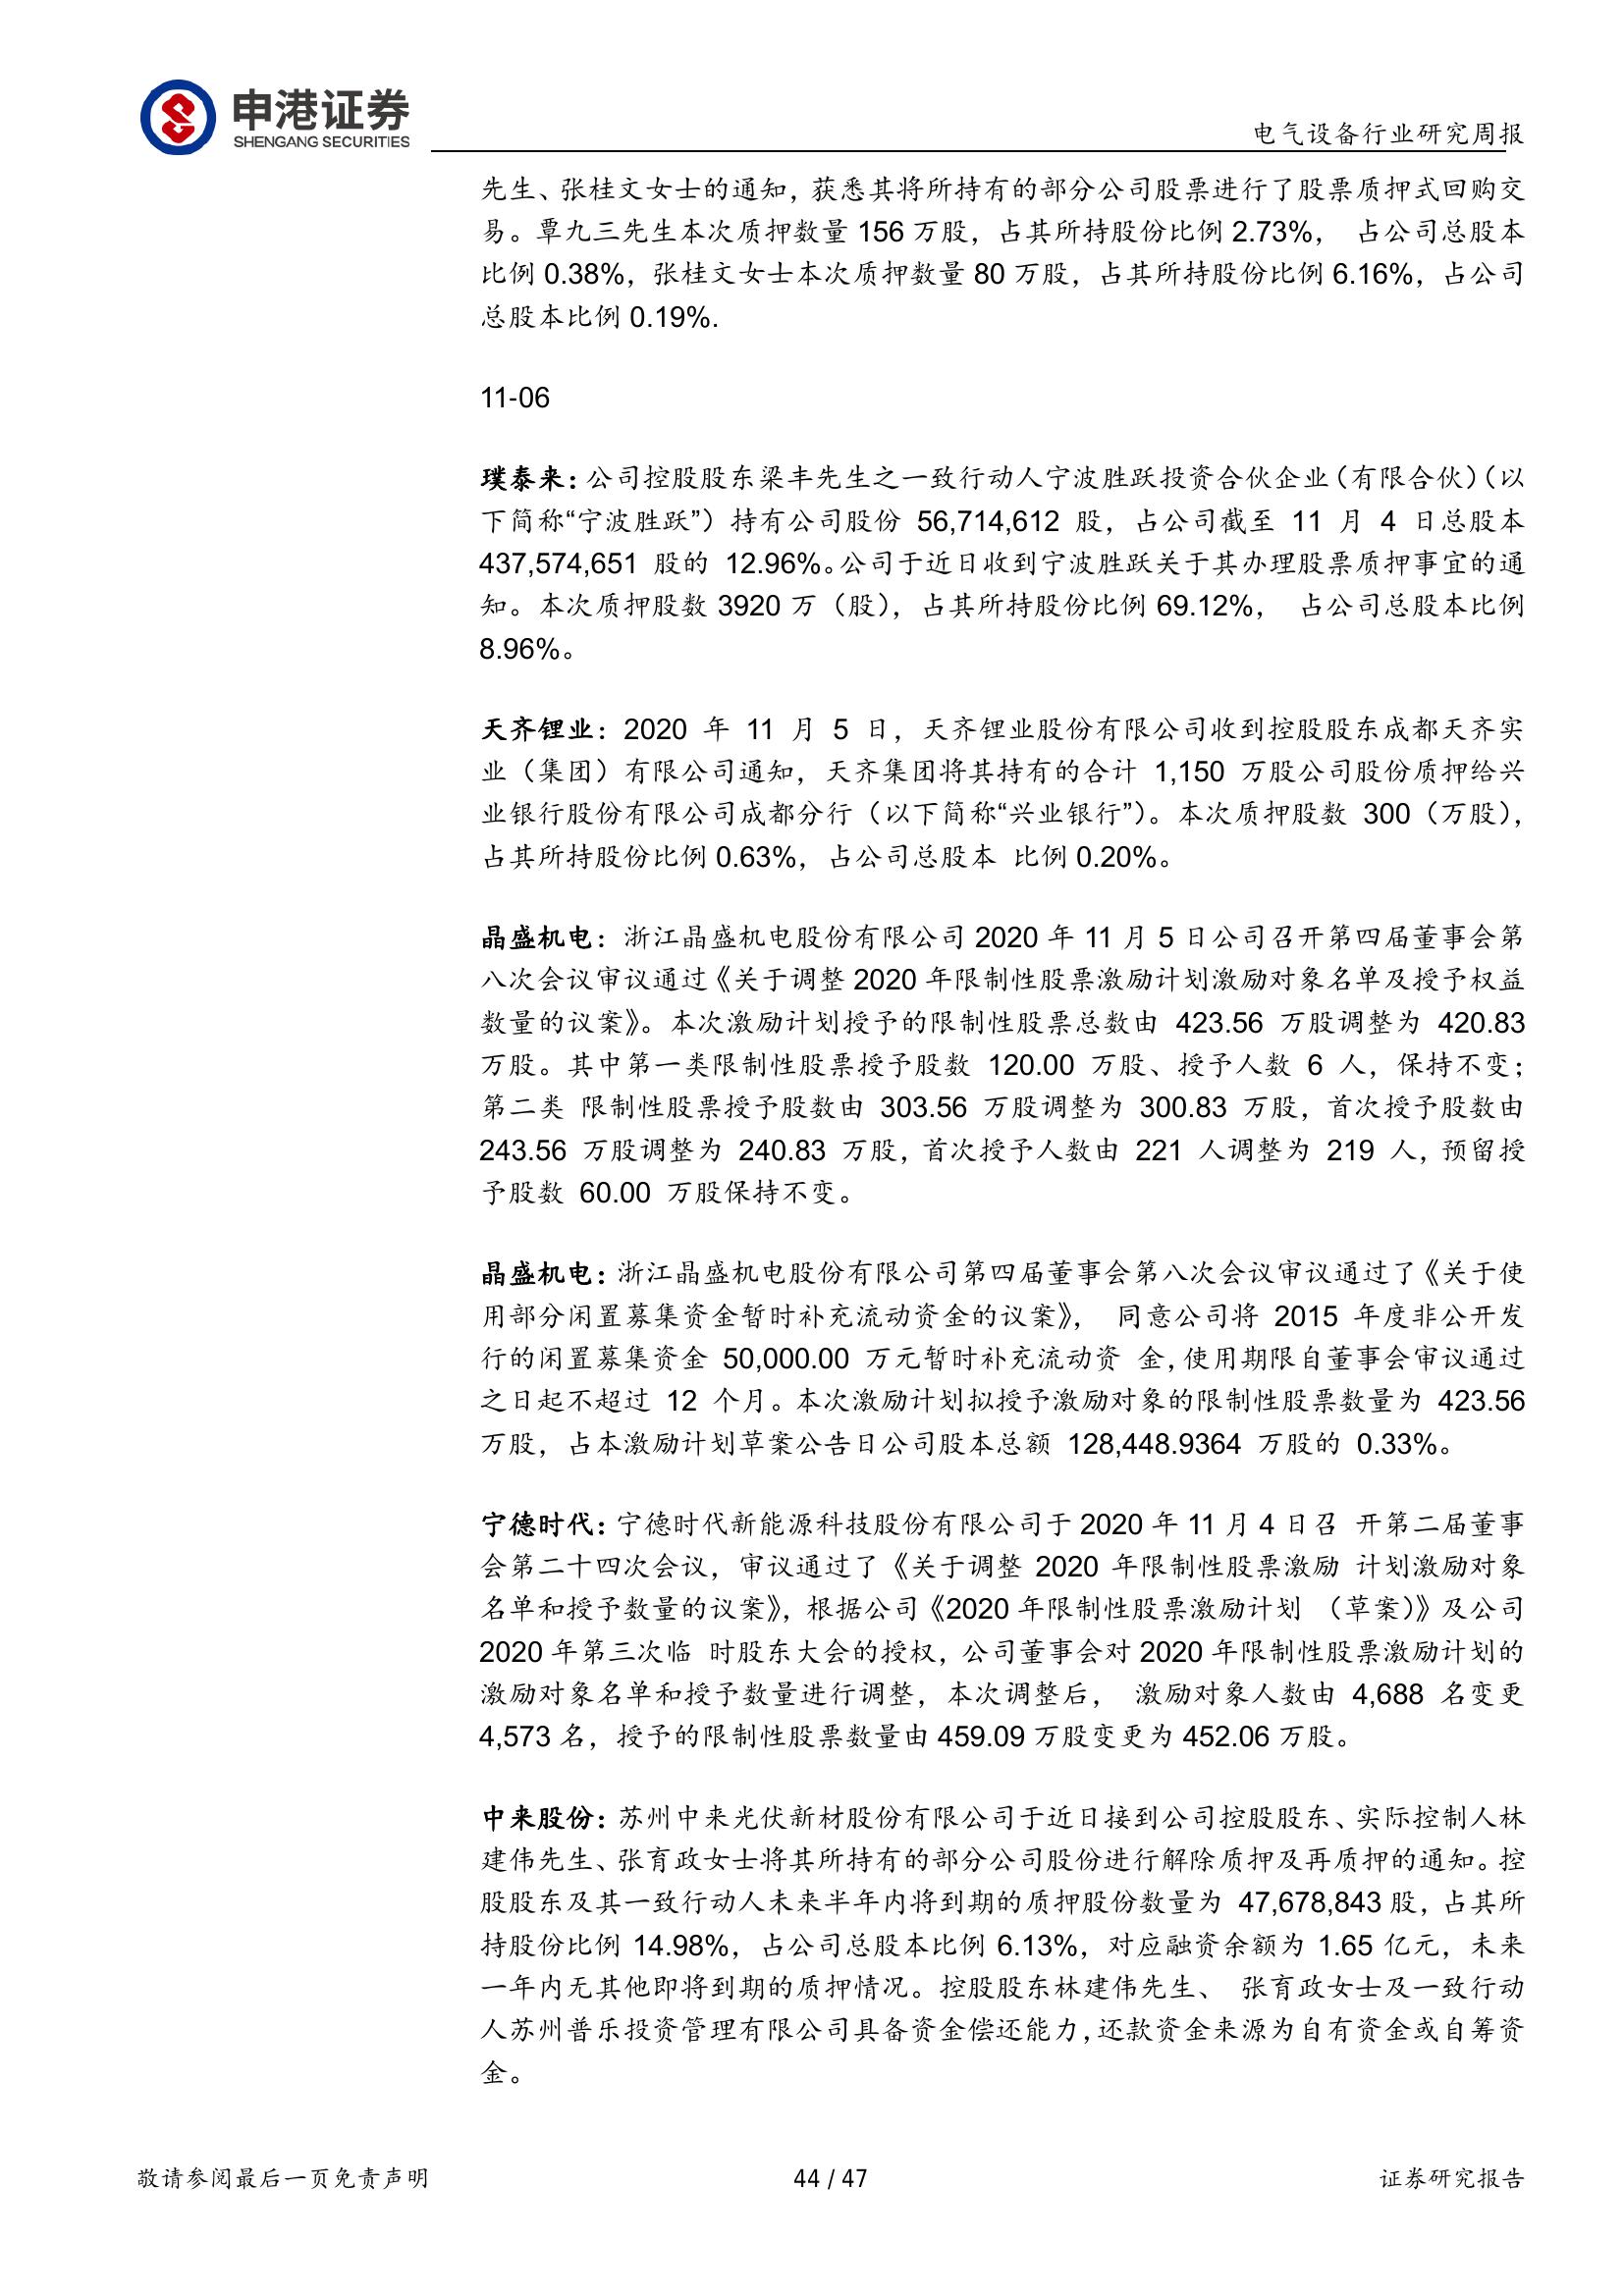 申港证券
SHENGANG SECURITIES
电气设备行业研究周报
先生、张桂文女士的通知，获悉其将所持有的部分公司股票进行了股票质押式回购交
易。覃九三先生本次质押数量 156 万股，占其所持股份比例 2.73%， 占公司总股本
比例 0.38%，张桂文女士本次质押数量 80 万股，占其所持股份比例 6.16%，占公司
总股本比例 0.19%.
11-06
璞泰来：公司控股股东梁丰先生之一致行动人宁波胜跃投资合伙企业（有限合伙）（以
下简称“宁波胜跃”）持有公司股份 56,714,612 股，占公司截至 11 月 4 日总股本
437,574,651 股的 12.96%。公司于近日收到宁波胜跃关于其办理股票质押事宜的通
知。本次质押股数 3920 万（股），占其所持股份比例 69.12%， 占公司总股本比例
8.96%。
天齐锂业：2020 年 11 月 5 日，天齐锂业股份有限公司收到控股股东成都天齐实
业（集团）有限公司通知，天齐集团将其持有的合计 1,150 万股公司股份质押给兴
业银行股份有限公司成都分行（以下简称“兴业银行”）。本次质押股数 300（万股），
占其所持股份比例 0.63%，占公司总股本 比例 0.20%。
晶盛机电：浙江晶盛机电股份有限公司 2020 年 11 月 5 日公司召开第四届董事会第
八次会议审议通过《关于调整 2020 年限制性股票激励计划激励对象名单及授予权益
数量的议案》。本次激励计划授予的限制性股票总数由 423.56 万股调整为 420.83
万股。其中第一类限制性股票授予股数 120.00 万股、授予人数 6 人，保持不变；
第二类 限制性股票授予股数由 303.56 万股调整为 300.83 万股，首次授予股数由
243.56 万股调整为 240.83 万股，首次授予人数由 221 人调整为 219 人，预留授
予股数 60.00 万股保持不变。
晶盛机电：浙江晶盛机电股份有限公司第四届董事会第八次会议审议通过了《关于使
用部分闲置募集资金暂时补充流动资金的议案》， 同意公司将 2015 年度非公开发
行的闲置募集资金 50,000.00 万元暂时补充流动资 金，使用期限自董事会审议通过
之日起不超过 12 个月。本次激励计划拟授予激励对象的限制性股票数量为 423.56
万股，占本激励计划草案公告日公司股本总额 128,448.9364 万股的 0.33%。
宁德时代：宁德时代新能源科技股份有限公司于 2020 年 11 月 4 日召 开第二届董事
会第二十四次会议，审议通过了《关于调整 2020 年限制性股票激励 计划激励对象
名单和授予数量的议案》，根据公司《2020 年限制性股票激励计划 （草案）》及公司
2020 年第三次临 时股东大会的授权，公司董事会对 2020 年限制性股票激励计划的
激励对象名单和授予数量进行调整，本次调整后， 激励对象人数由 4,688 名变更
4,573 名，授予的限制性股票数量由 459.09 万股变更为 452.06 万股。
中来股份：苏州中来光伏新材股份有限公司于近日接到公司控股股东、实际控制人林
建伟先生、张育政女士将其所持有的部分公司股份进行解除质押及再质押的通知。控
股股东及其一致行动人未来半年内将到期的质押股份数量为 47,678,843 股，占其所
持股份比例 14.98%，占公司总股本比例 6.13%，对应融资余额为 1.65 亿元，未来
一年内无其他即将到期的质押情况。控股股东林建伟先生、 张育政女士及一致行动
人苏州普乐投资管理有限公司具备资金偿还能力，还款资金来源为自有资金或自筹资
金。
敬请参阅最后一页免责声明
44 / 47
证券研究报告